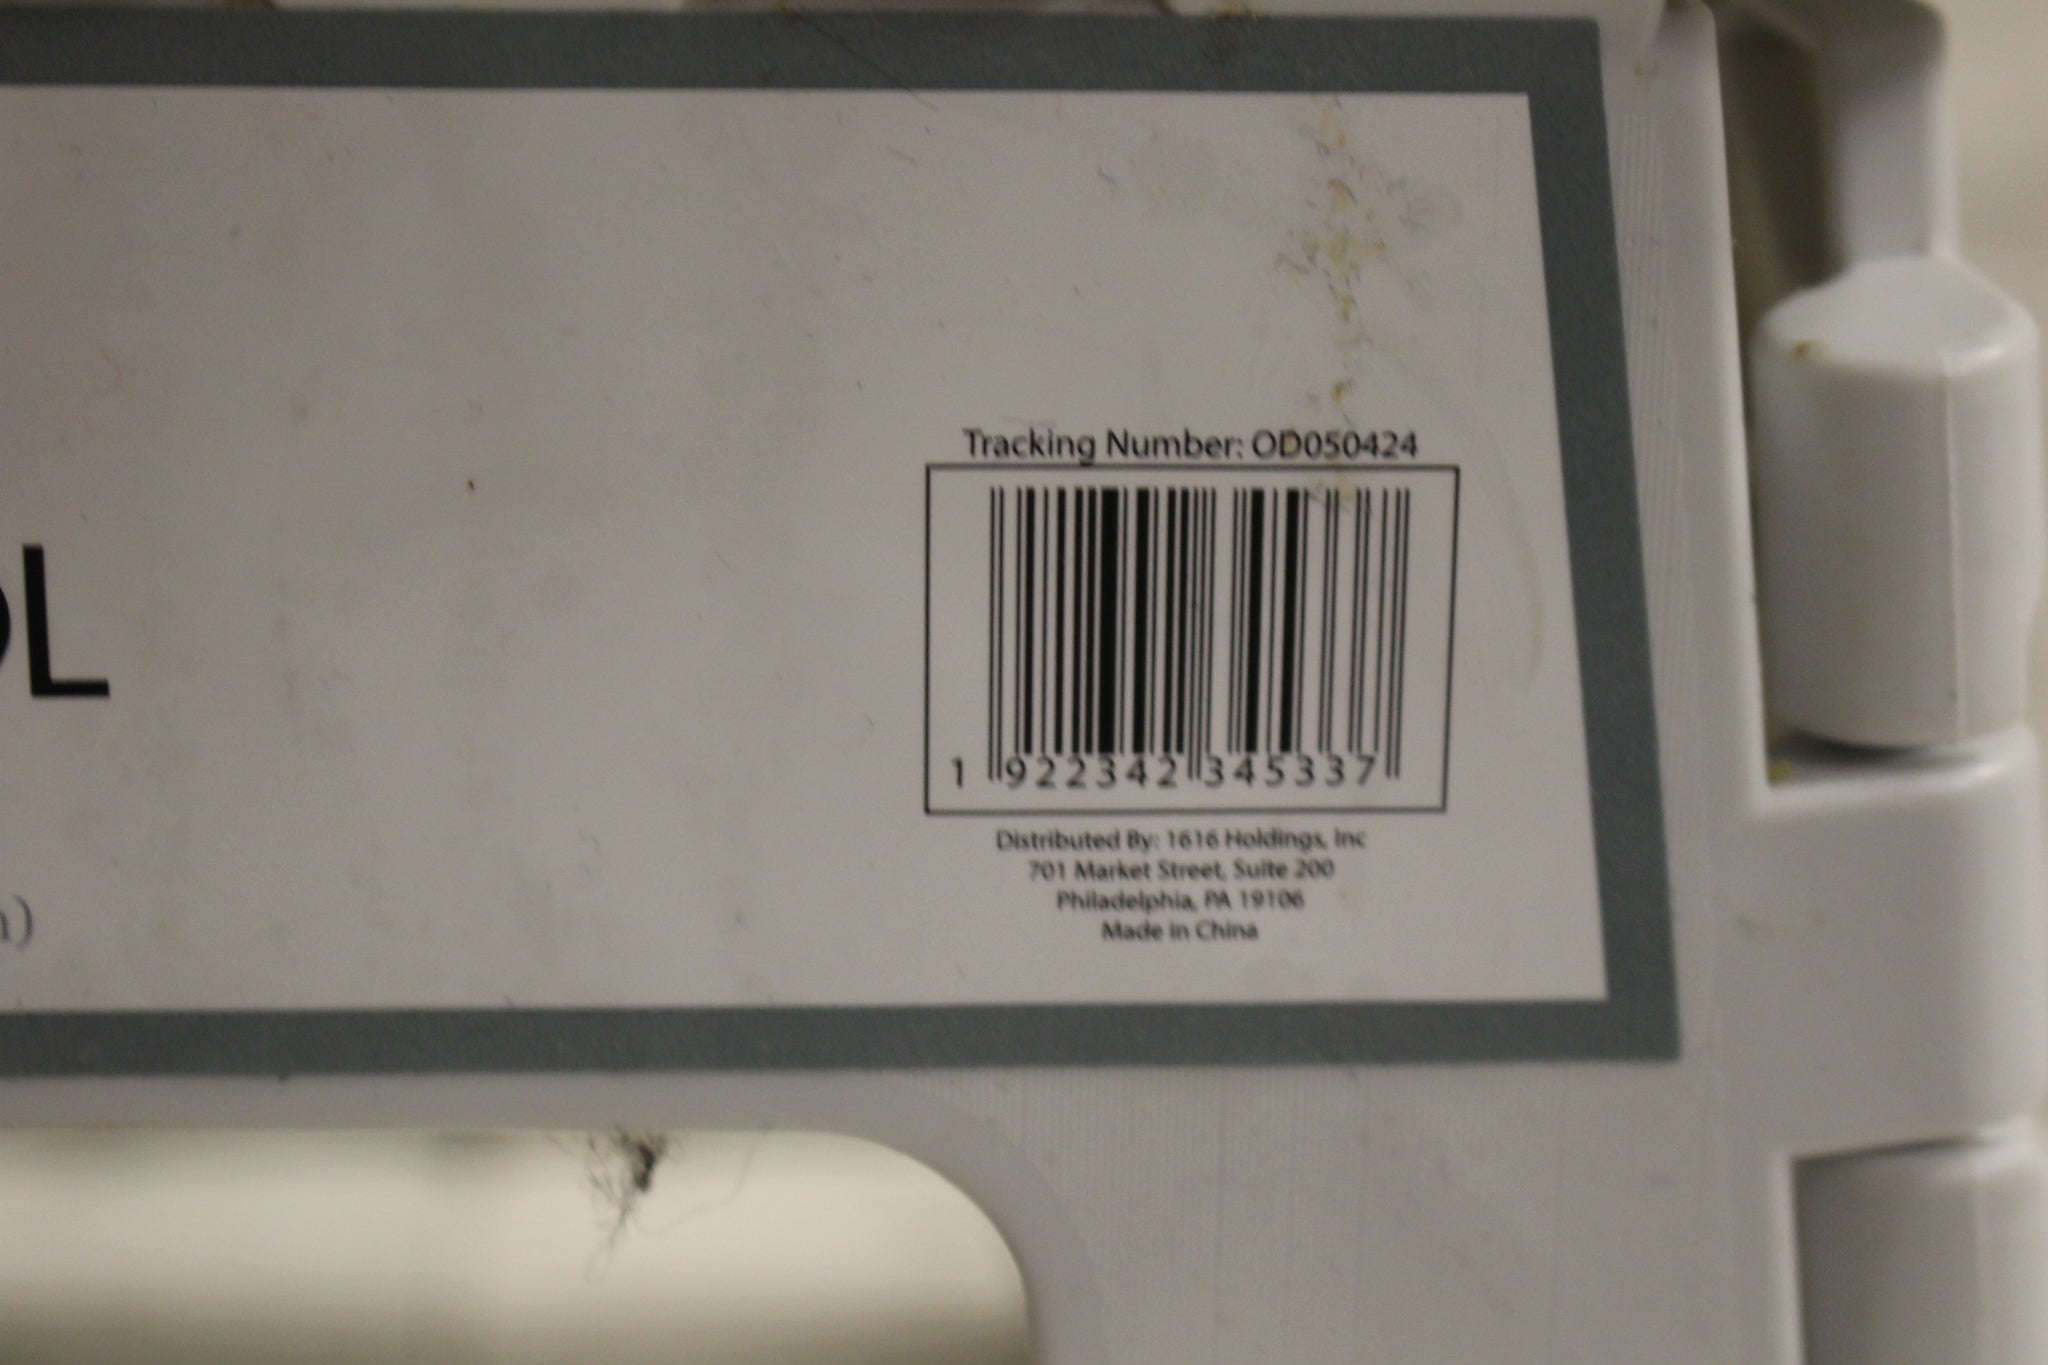 Tracking Number: OD050424
OL
1 922342 345337
Distributed By: 1616 Holdings, Inc
701 Market Street, Suite 200
Philadelphia, PA 19106
Made in China